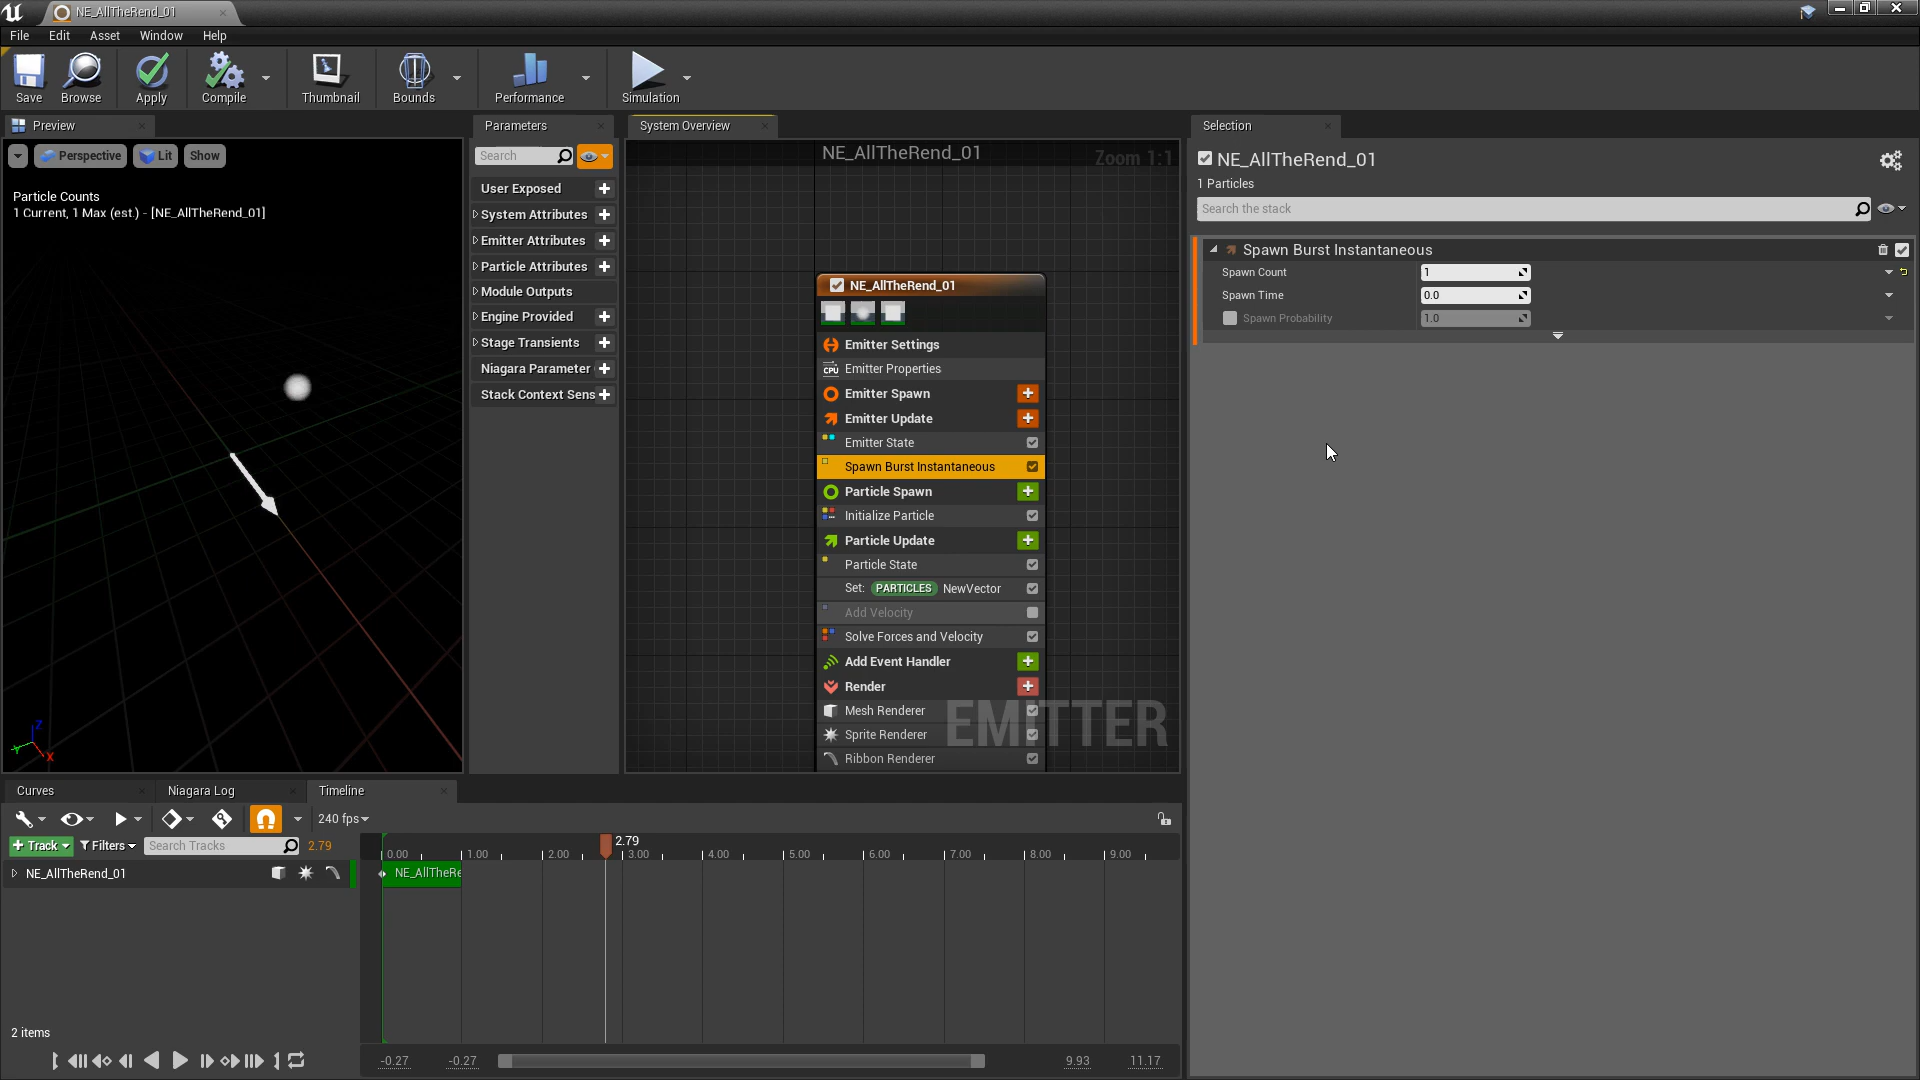 NE_AllTheRend_01
File Edit Asset Window Help
Save Browse Apply Compile Thumbnail Bounds Performance Simulation
Preview
Perspective Lit Show
Particle Counts
1 Current, 1 Max (est.) - [NE_AllTheRend_01]
Z
Y
X
Parameters
Search
User Exposed
System Attributes
Emitter Attributes
Particle Attributes
Module Outputs
Engine Provided
Stage Transients
Niagara Parameter
Stack Context Sens
System Overview
NE_AllTheRend_01
Zoom 1:1
NE_AllTheRend_01
Emitter Settings
CPU Emitter Properties
Emitter Spawn
Emitter Update
Emitter State
Spawn Burst Instantaneous
Particle Spawn
Initialize Particle
Particle Update
Particle State
Set: PARTICLES NewVector
Add Velocity
Solve Forces and Velocity
Add Event Handler
Render
Mesh Renderer
Sprite Renderer
Ribbon Renderer
EMITTER
Selection
NE_AllTheRend_01
1 Particles
Search the stack
Spawn Burst Instantaneous
Spawn Count 1
Spawn Time 0.0
Spawn Probability 1.0
Curves Niagara Log Timeline
240 fps
+ Track Filters Search Tracks 2.79
2.79
0.00 1.00 2.00 3.00 4.00 5.00 6.00 7.00 8.00 9.00
NE_AllTheRend_01
NE_AllTheRe
2 items
-0.27 -0.27 9.93 11.17